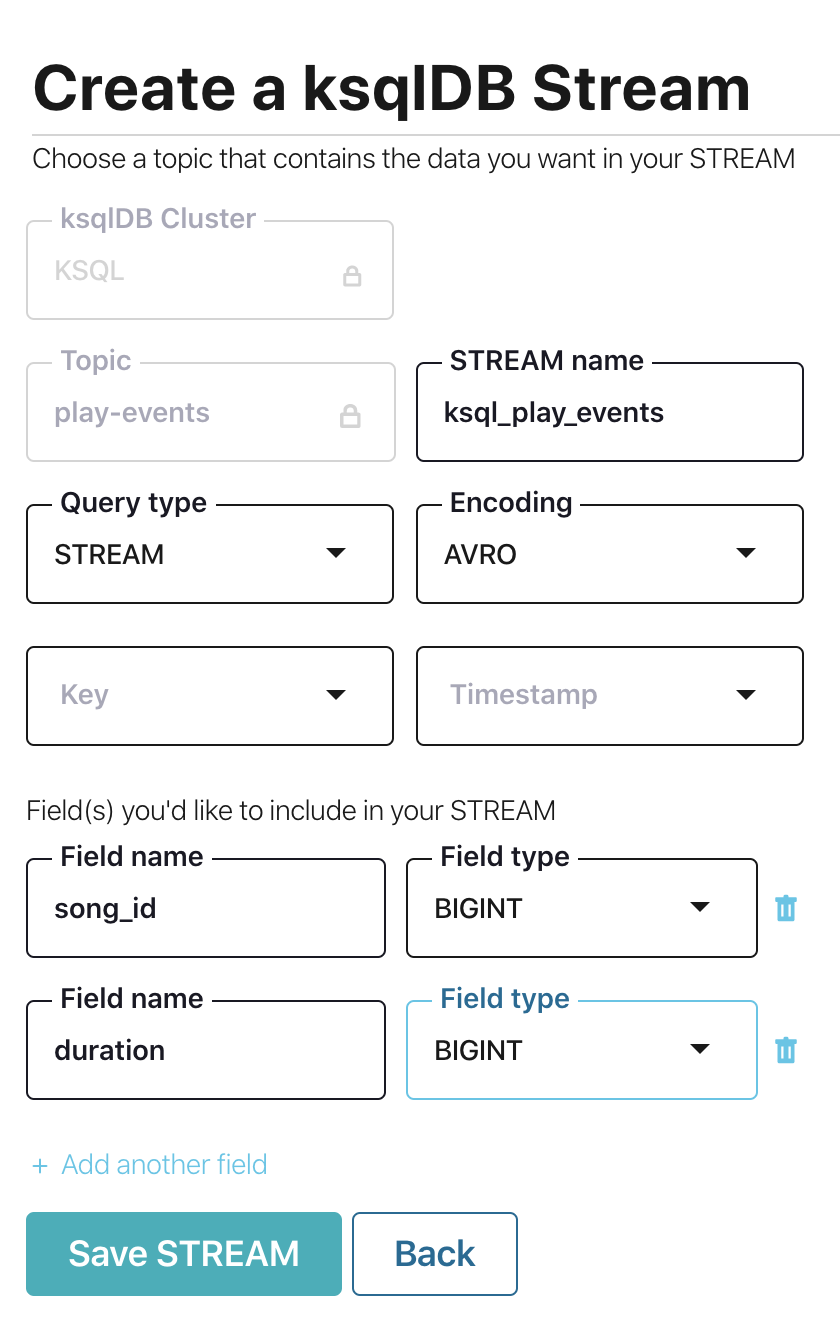 Create a ksqlDB Stream
Choose a topic that contains the data you want in your STREAM
ksqlDB Cluster
KSQL
Topic
play-events
STREAM name
ksql_play_events
Query type
STREAM
Encoding
AVRO
Key
Timestamp
Field(s) you'd like to include in your STREAM
Field name
song_id
Field type
BIGINT
Field name
duration
Field type
BIGINT
+ Add another field
Save STREAM
Back